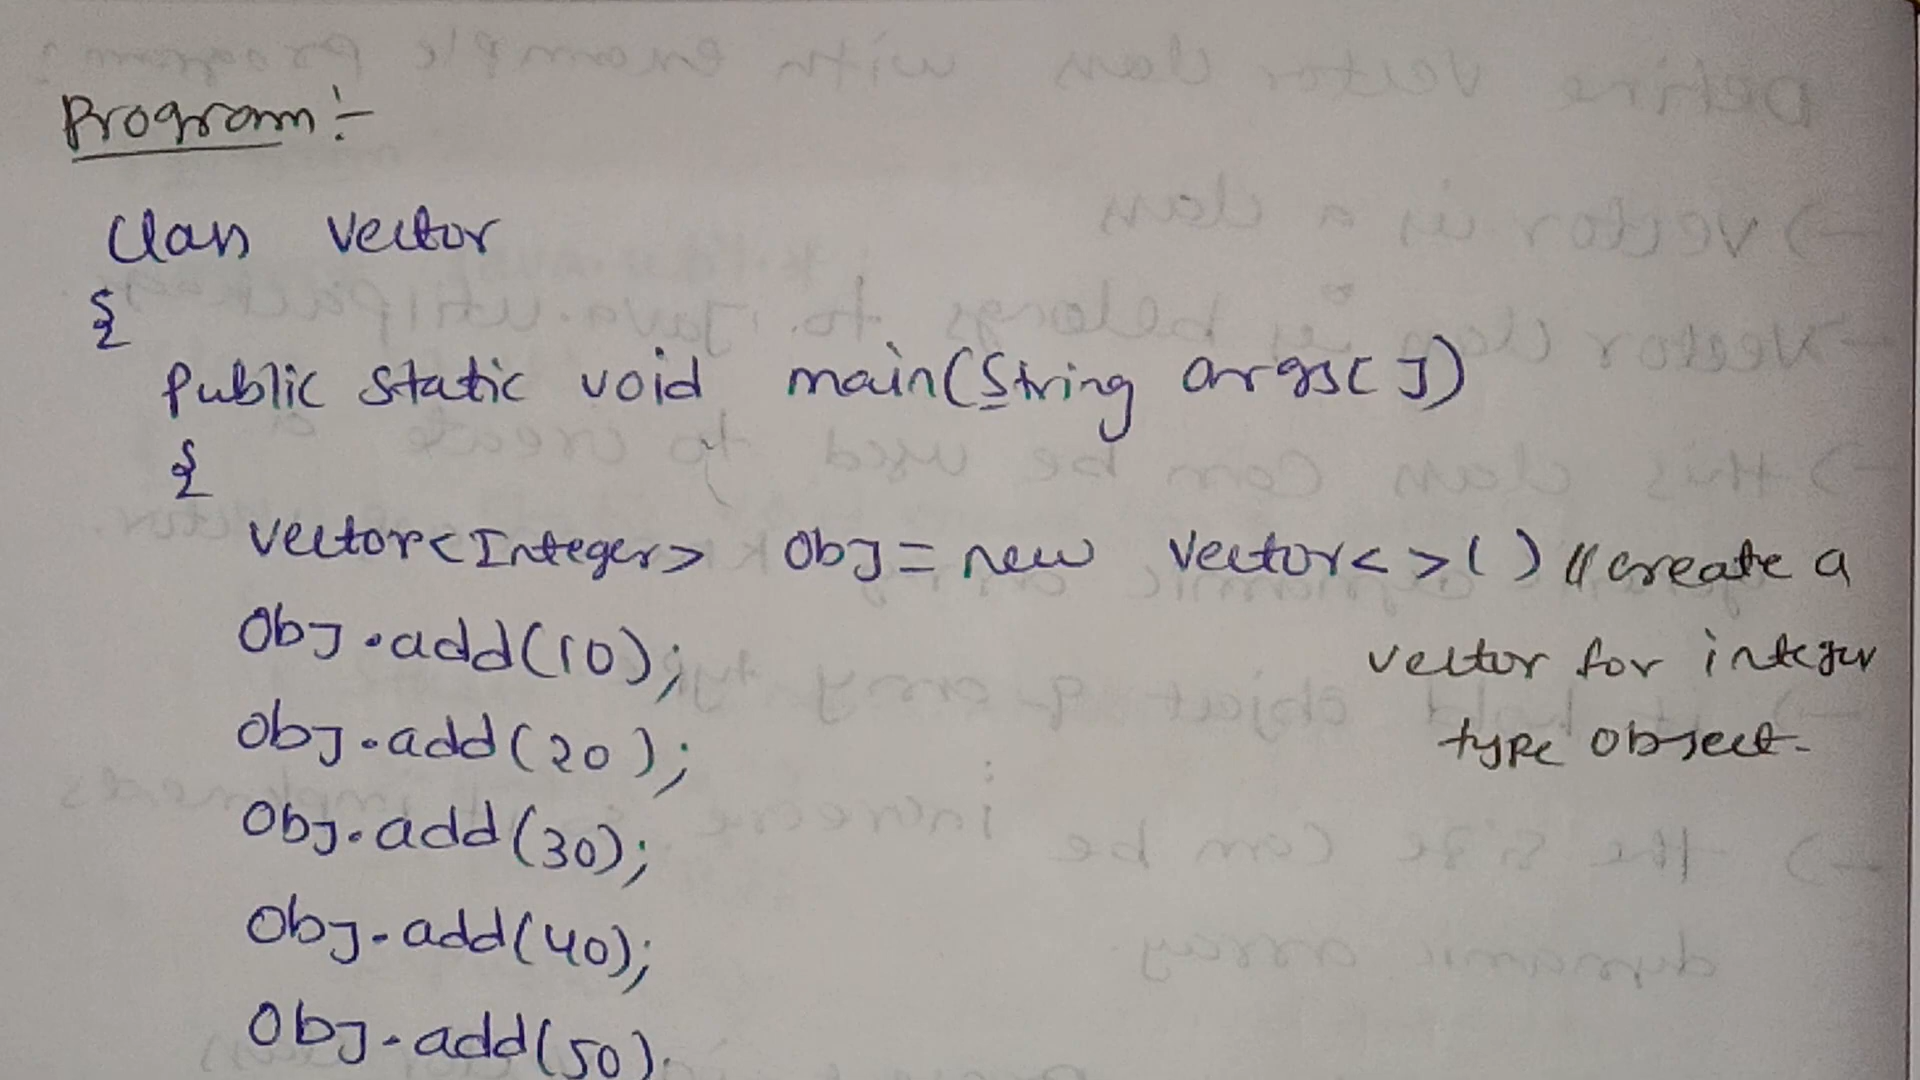 Program:-
Class Vector
{
Public static void main(String args[])
{
Vector<Integer> Obj = new Vector<>() //create a
vector for integer
type object.
Obj.add(10);
Obj.add(20);
Obj.add(30);
Obj.add(40);
Obj.add(50)